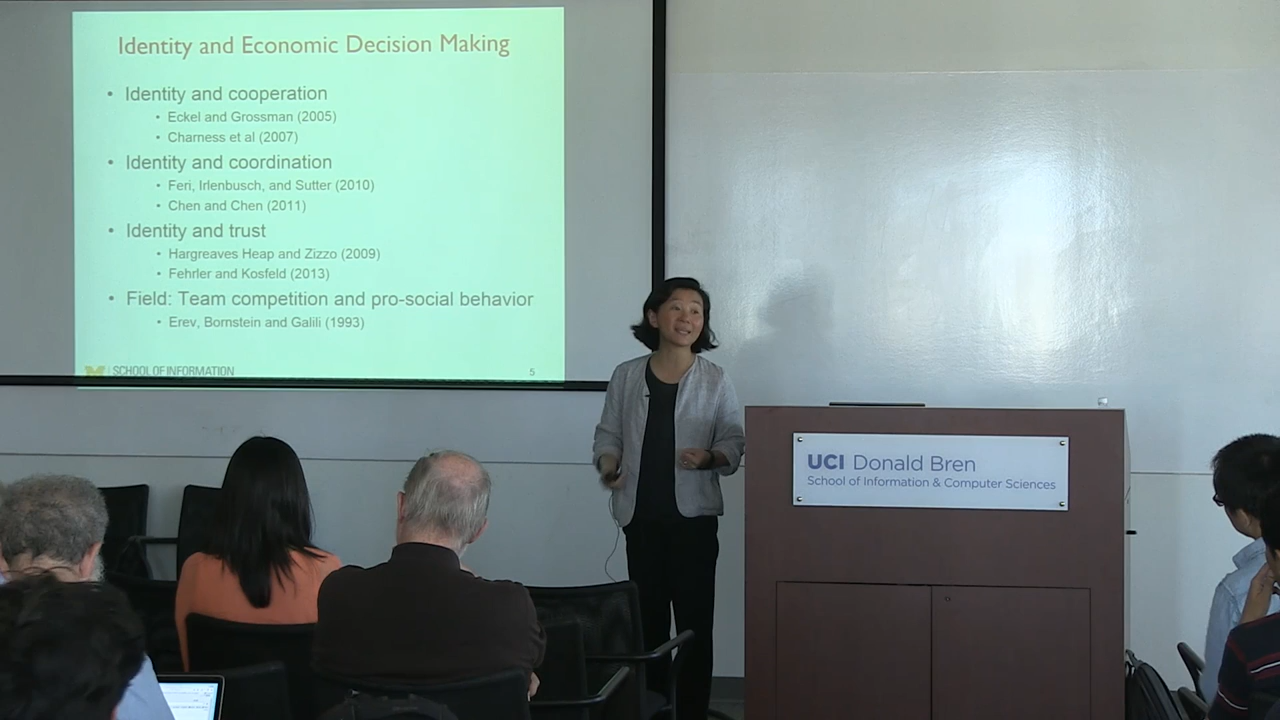 Identity and Economic Decision Making
• Identity and cooperation
• Eckel and Grossman (2005)
• Charness et al (2007)
• Identity and coordination
• Feri, Irlenbusch, and Sutter (2010)
• Chen and Chen (2011)
• Identity and trust
• Hargreaves Heap and Zizzo (2009)
• Fehrler and Kosfeld (2013)
• Field: Team competition and pro-social behavior
• Erev, Bornstein and Galili (1993)
M SCHOOL OF INFORMATION
5
UCI Donald Bren
School of Information & Computer Sciences